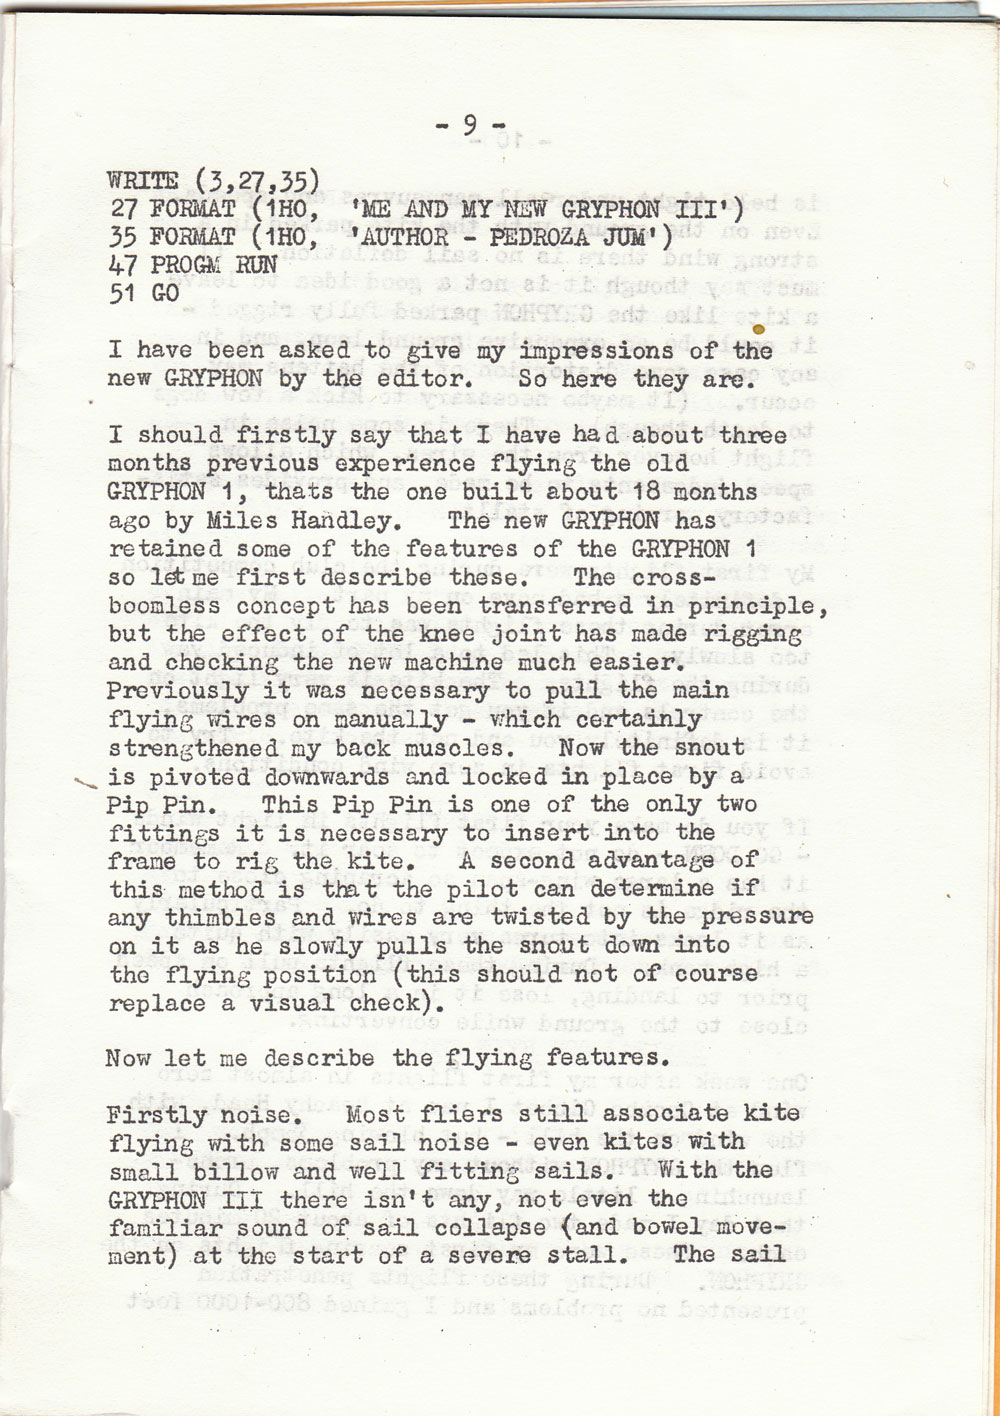 - 9 -
WRITE (3,27,35)
27 FORMAT (1HO, 'ME AND MY NEW GRYPHON III')
35 FORMAT (1HO, 'AUTHOR - PEDROZA JUM')
47 PROGM RUN
51 GO
I have been asked to give my impressions of the
new GRYPHON by the editor. So here they are.
I should firstly say that I have had about three
months previous experience flying the old
GRYPHON 1, thats the one built about 18 months
ago by Miles Handley. The new GRYPHON has
retained some of the features of the GRYPHON 1
so let me first describe these. The cross-
boomless concept has been transferred in principle,
but the effect of the knee joint has made rigging
and checking the new machine much easier.
Previously it was necessary to pull the main
flying wires on manually - which certainly
strengthened my back muscles. Now the snout
is pivoted downwards and locked in place by a
Pip Pin. This Pip Pin is one of the only two
fittings it is necessary to insert into the
frame to rig the kite. A second advantage of
this method is that the pilot can determine if
any thimbles and wires are twisted by the pressure
on it as he slowly pulls the snout down into
the flying position (this should not of course
replace a visual check).
Now let me describe the flying features.
Firstly noise. Most fliers still associate kite
flying with some sail noise - even kites with
small billow and well fitting sails. With the
GRYPHON III there isn't any, not even the
familiar sound of sail collapse (and bowel move-
ment) at the start of a severe stall. The sail